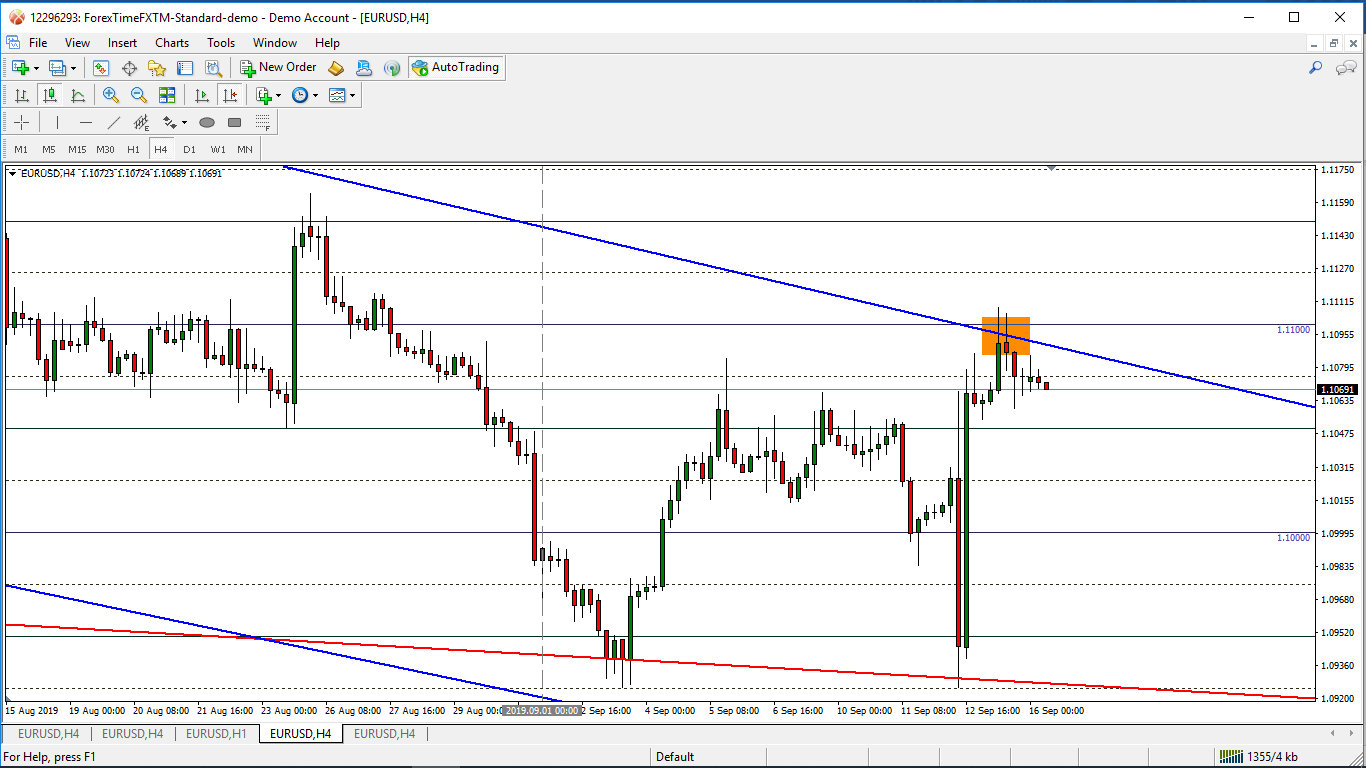 12296293: ForexTimeFXTM-Standard-demo - Demo Account - [EURUSD,H4]
File View Insert Charts Tools Window Help
New Order AutoTrading
M1 M5 M15 M30 H1 H4 D1 W1 MN
EURUSD,H4 1.10723 1.10724 1.10689 1.10691
1.11750
1.11590
1.11430
1.11270
1.11115
1.11000
1.10955
1.10795
1.10691
1.10635
1.10475
1.10315
1.10155
1.10000
1.09995
1.09835
1.09680
1.09520
1.09360
1.09200
15 Aug 2019 19 Aug 00:00 20 Aug 08:00 21 Aug 16:00 23 Aug 00:00 26 Aug 08:00 27 Aug 16:00 29 Aug 00:0 2019.09.01 00:00 2 Sep 16:00 4 Sep 00:00 5 Sep 08:00 6 Sep 16:00 10 Sep 00:00 11 Sep 08:00 12 Sep 16:00 16 Sep 00:00
EURUSD,H4 EURUSD,H4 EURUSD,H1 EURUSD,H4 EURUSD,H4
For Help, press F1 Default 1355/4 kb